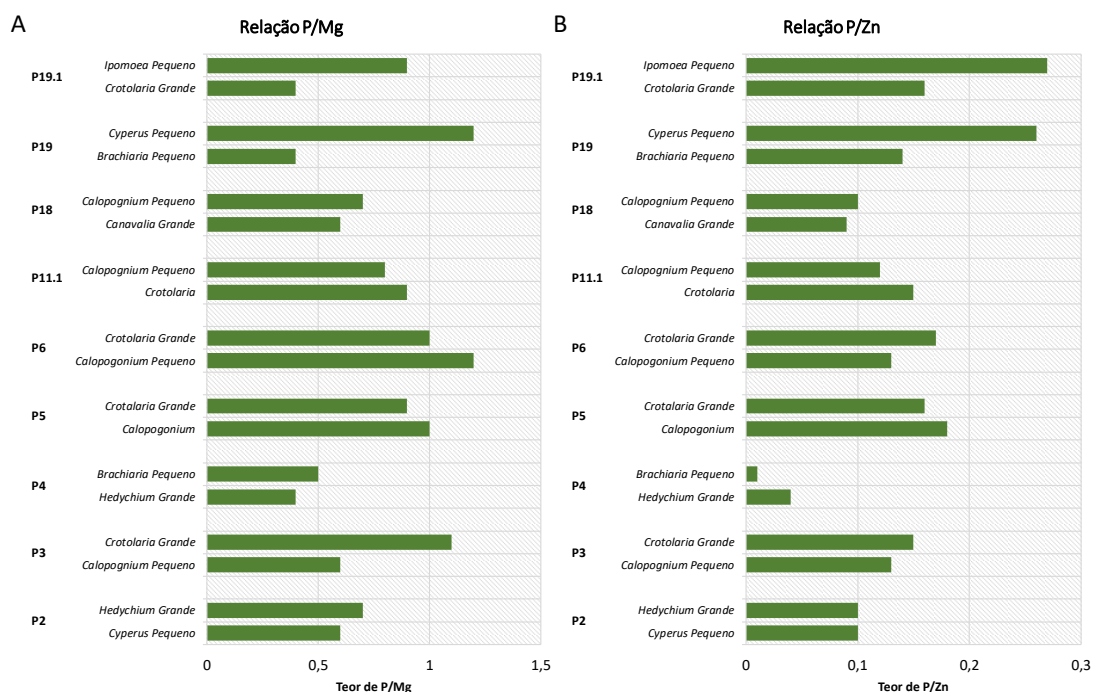 A
Relação P/Mg
P19.1
Ipomoea Pequeno
Crotolaria Grande
P19
Cyperus Pequeno
Brachiaria Pequeno
P18
Calopognium Pequeno
Canavalia Grande
P11.1
Calopognium Pequeno
Crotolaria
P6
Crotolaria Grande
Calopogonium Pequeno
P5
Crotalaria Grande
Calopogonium
P4
Brachiaria Pequeno
Hedychium Grande
P3
Crotolaria Grande
Calopognium Pequeno
P2
Hedychium Grande
Cyperus Pequeno
0 0,5 1 1,5
Teor de P/Mg
B
Relação P/Zn
P19.1
Ipomoea Pequeno
Crotolaria Grande
P19
Cyperus Pequeno
Brachiaria Pequeno
P18
Calopognium Pequeno
Canavalia Grande
P11.1
Calopognium Pequeno
Crotolaria
P6
Crotolaria Grande
Calopogonium Pequeno
P5
Crotalaria Grande
Calopogonium
P4
Brachiaria Pequeno
Hedychium Grande
P3
Crotolaria Grande
Calopognium Pequeno
P2
Hedychium Grande
Cyperus Pequeno
0 0,1 0,2 0,3
Teor de P/Zn